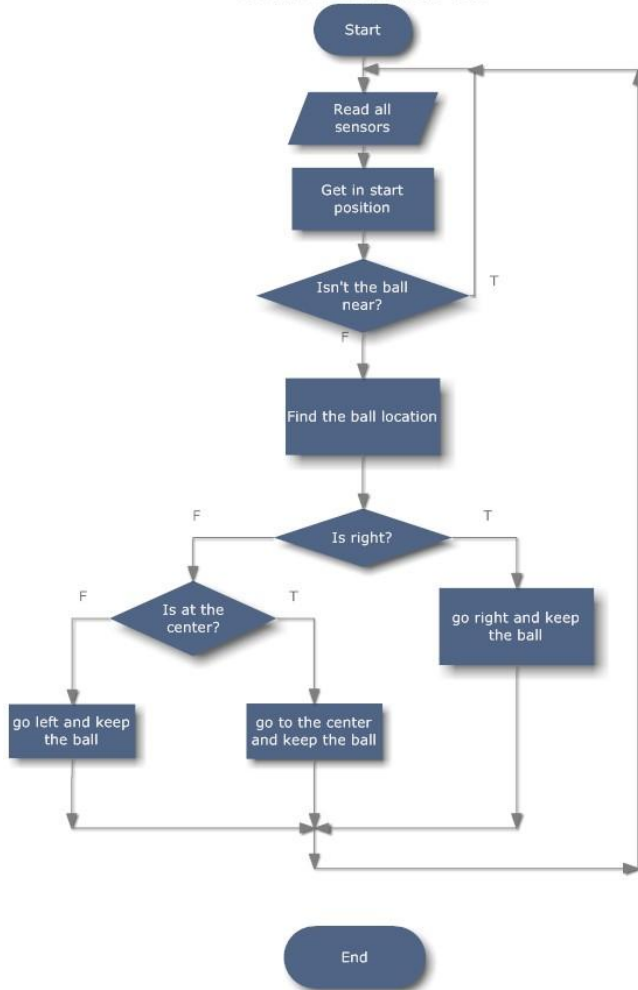 Start
Read all
sensors
Get in start
position
Isn't the ball
near?
T
F
Find the ball location
F
Is right?
T
F
Is at the
center?
T
go right and keep
the ball
go left and keep
the ball
go to the center
and keep the ball
End